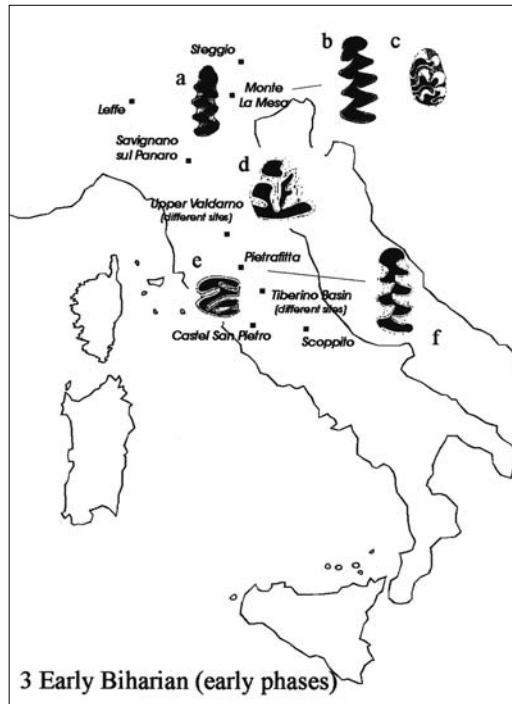 b
c
Steggio
a
Monte
La Mesa
Leffe
Savignano
sul Panaro
d
Upper Valdarno
(different sites)
Pietrafitta
e
Tiberino Basin
(different sites)
Castel San Pietro
Scoppito
f
3 Early Biharian (early phases)